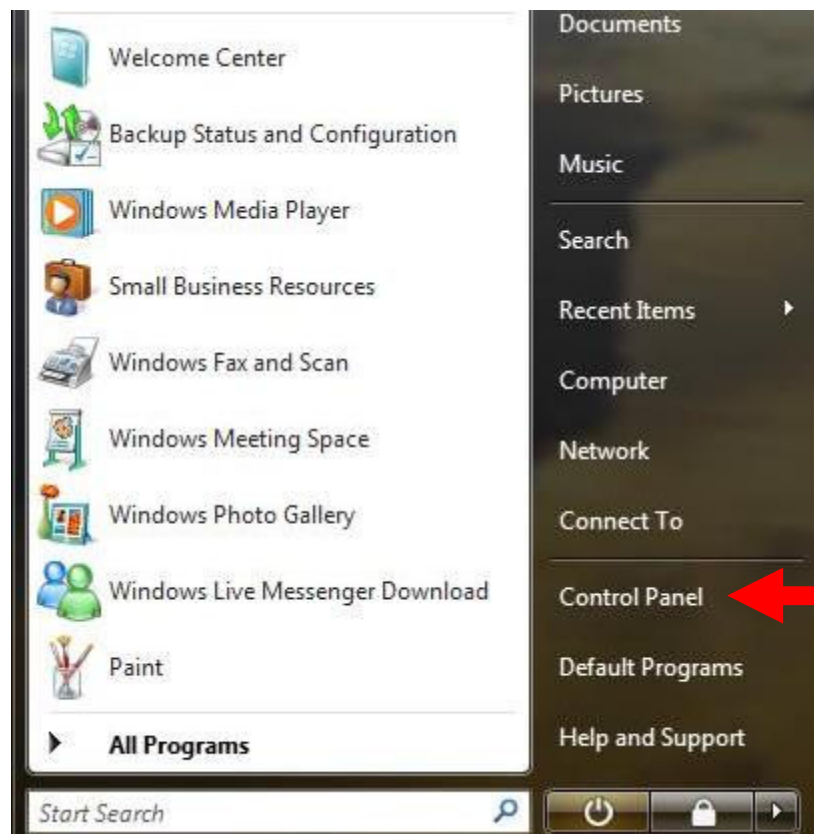 Welcome Center
Backup Status and Configuration
Windows Media Player
Small Business Resources
Windows Fax and Scan
Windows Meeting Space
Windows Photo Gallery
Windows Live Messenger Download
Paint
All Programs
Start Search
Documents
Pictures
Music
Search
Recent Items
Computer
Network
Connect To
Control Panel
Default Programs
Help and Support